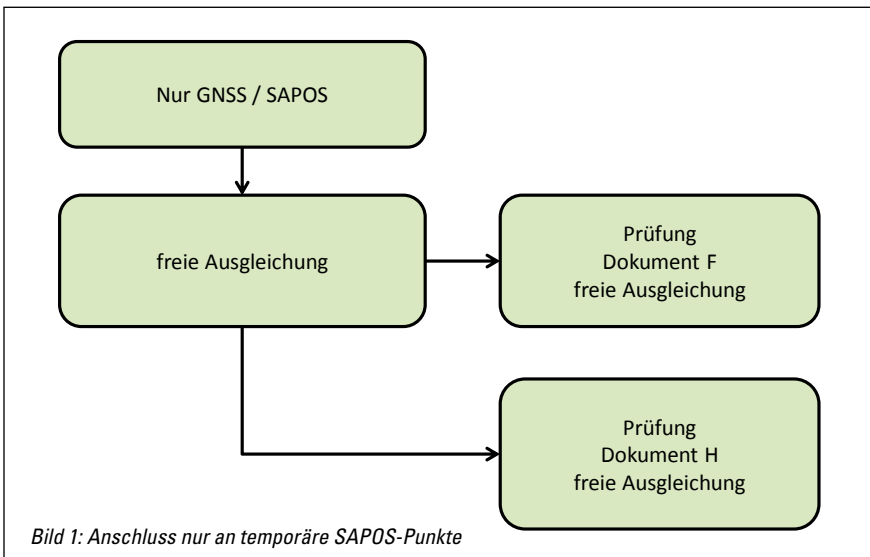 Nur GNSS / SAPOS
freie Ausgleichung
Prüfung
Dokument F
freie Ausgleichung
Prüfung
Dokument H
freie Ausgleichung
Bild 1: Anschluss nur an temporäre SAPOS-Punkte